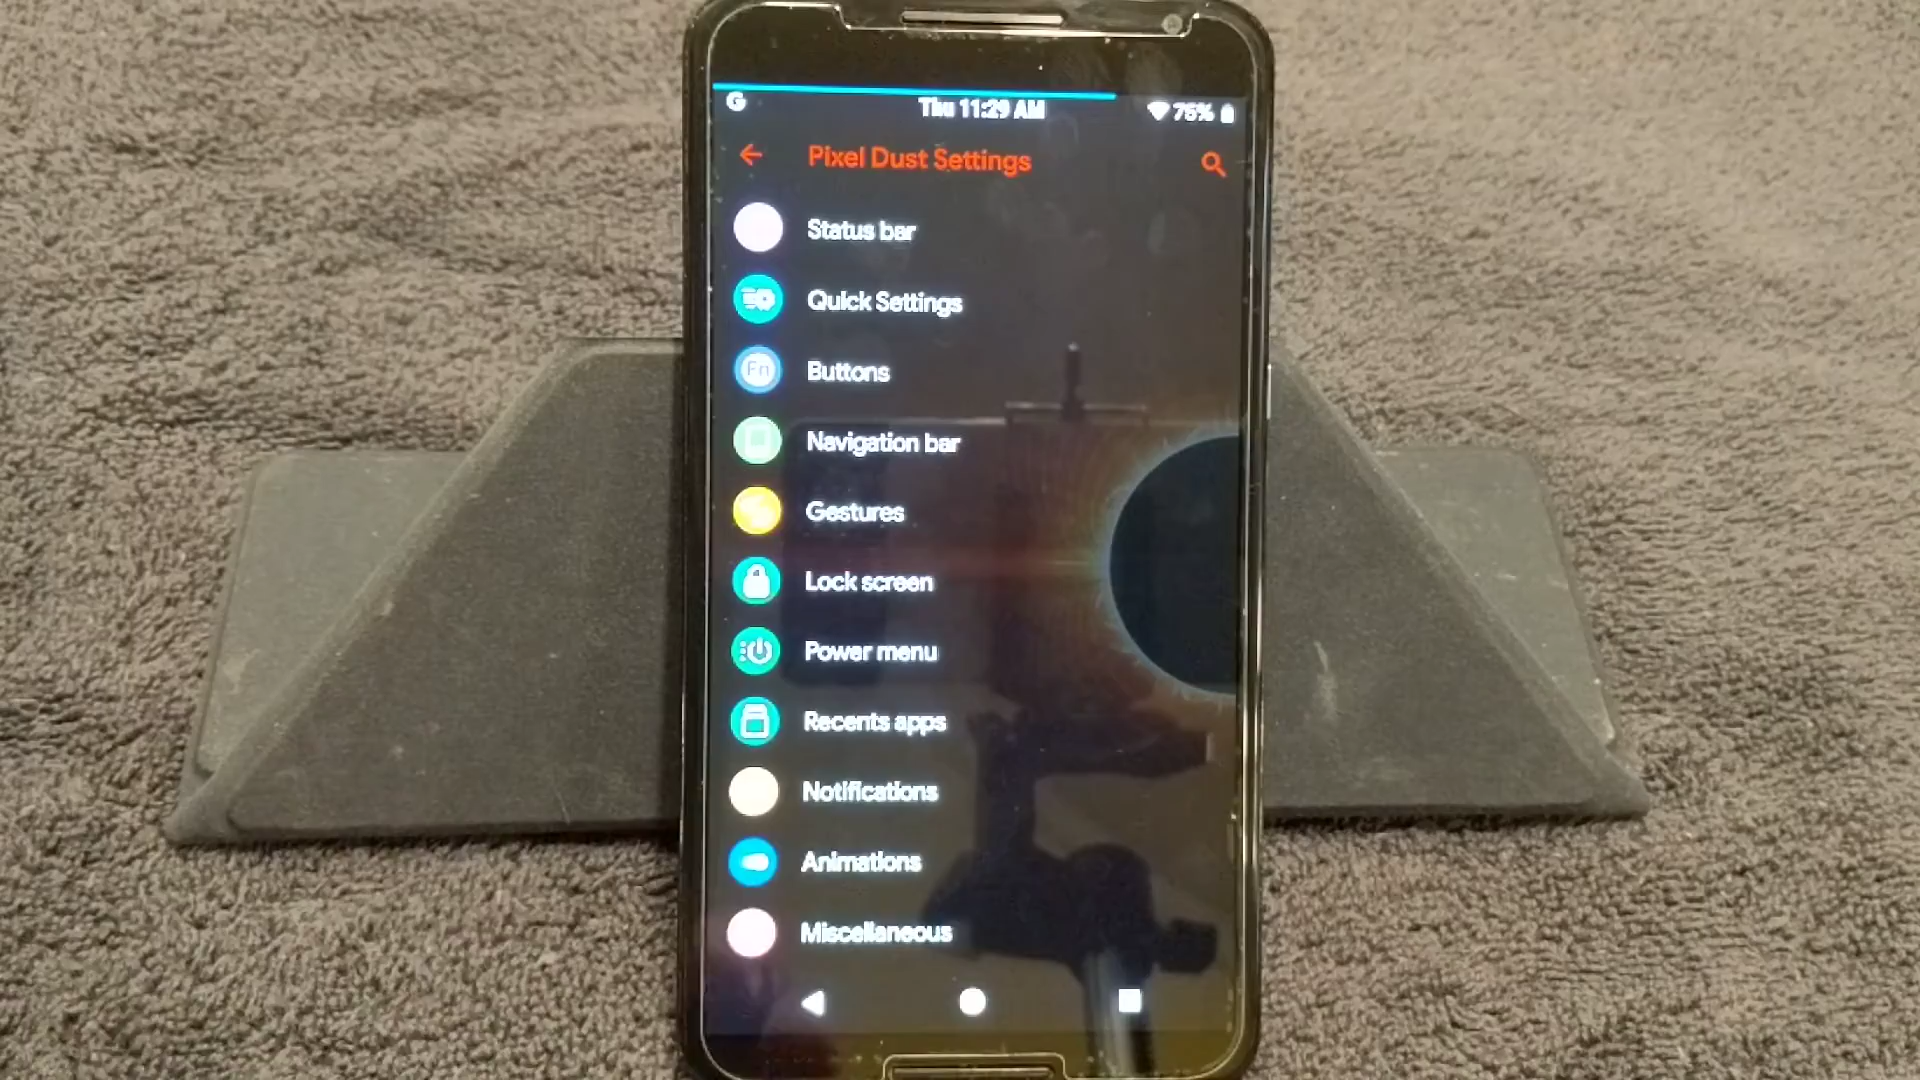 G
Thu 11:29 AM
75%
Pixel Dust Settings
Status bar
Quick Settings
Fn
Buttons
Navigation bar
Gestures
Lock screen
Power menu
Recents apps
Notifications
Animations
Miscellaneous